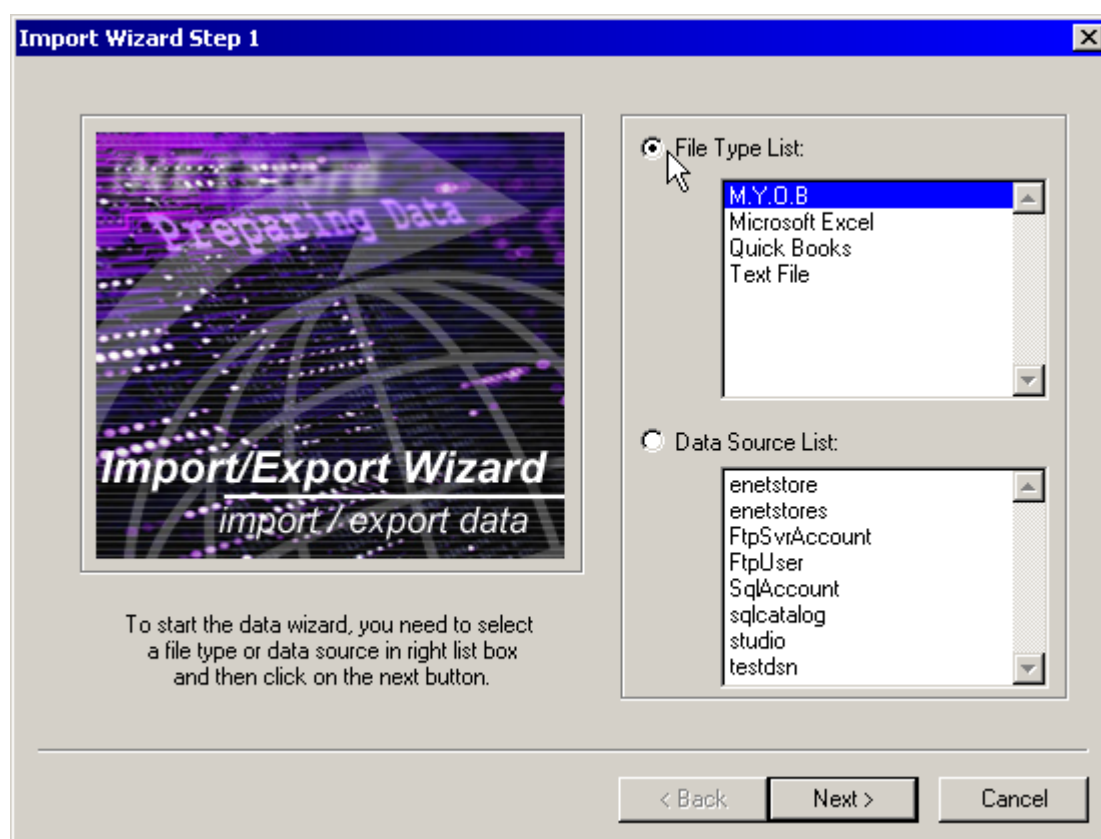 Import Wizard Step 1
Preparing Data
Import/Export Wizard
import / export data
To start the data wizard, you need to select
a file type or data source in right list box
and then click on the next button.
File Type List:
M.Y.O.B
Microsoft Excel
Quick Books
Text File
Data Source List:
enetstore
enetstores
FtpSvrAccount
FtpUser
SqlAccount
sqlcatalog
studio
testdsn
< Back
Next >
Cancel